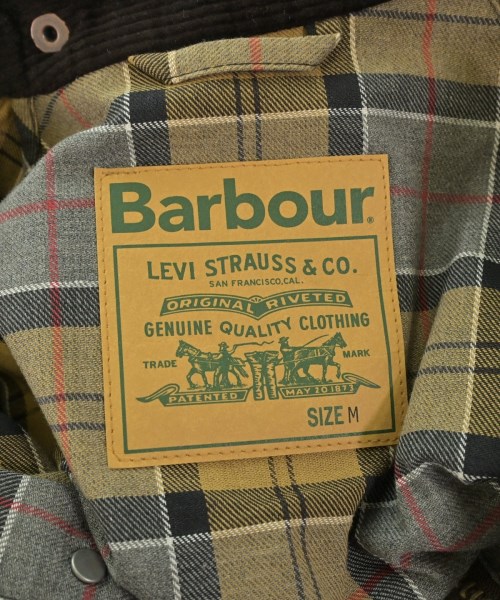 Barbour®
LEVI STRAUSS & CO.
SAN FRANCISCO, CAL.
ORIGINAL RIVETED
GENUINE QUALITY CLOTHING
TRADE MARK
PATENTED MAY 20 1873
SIZE M